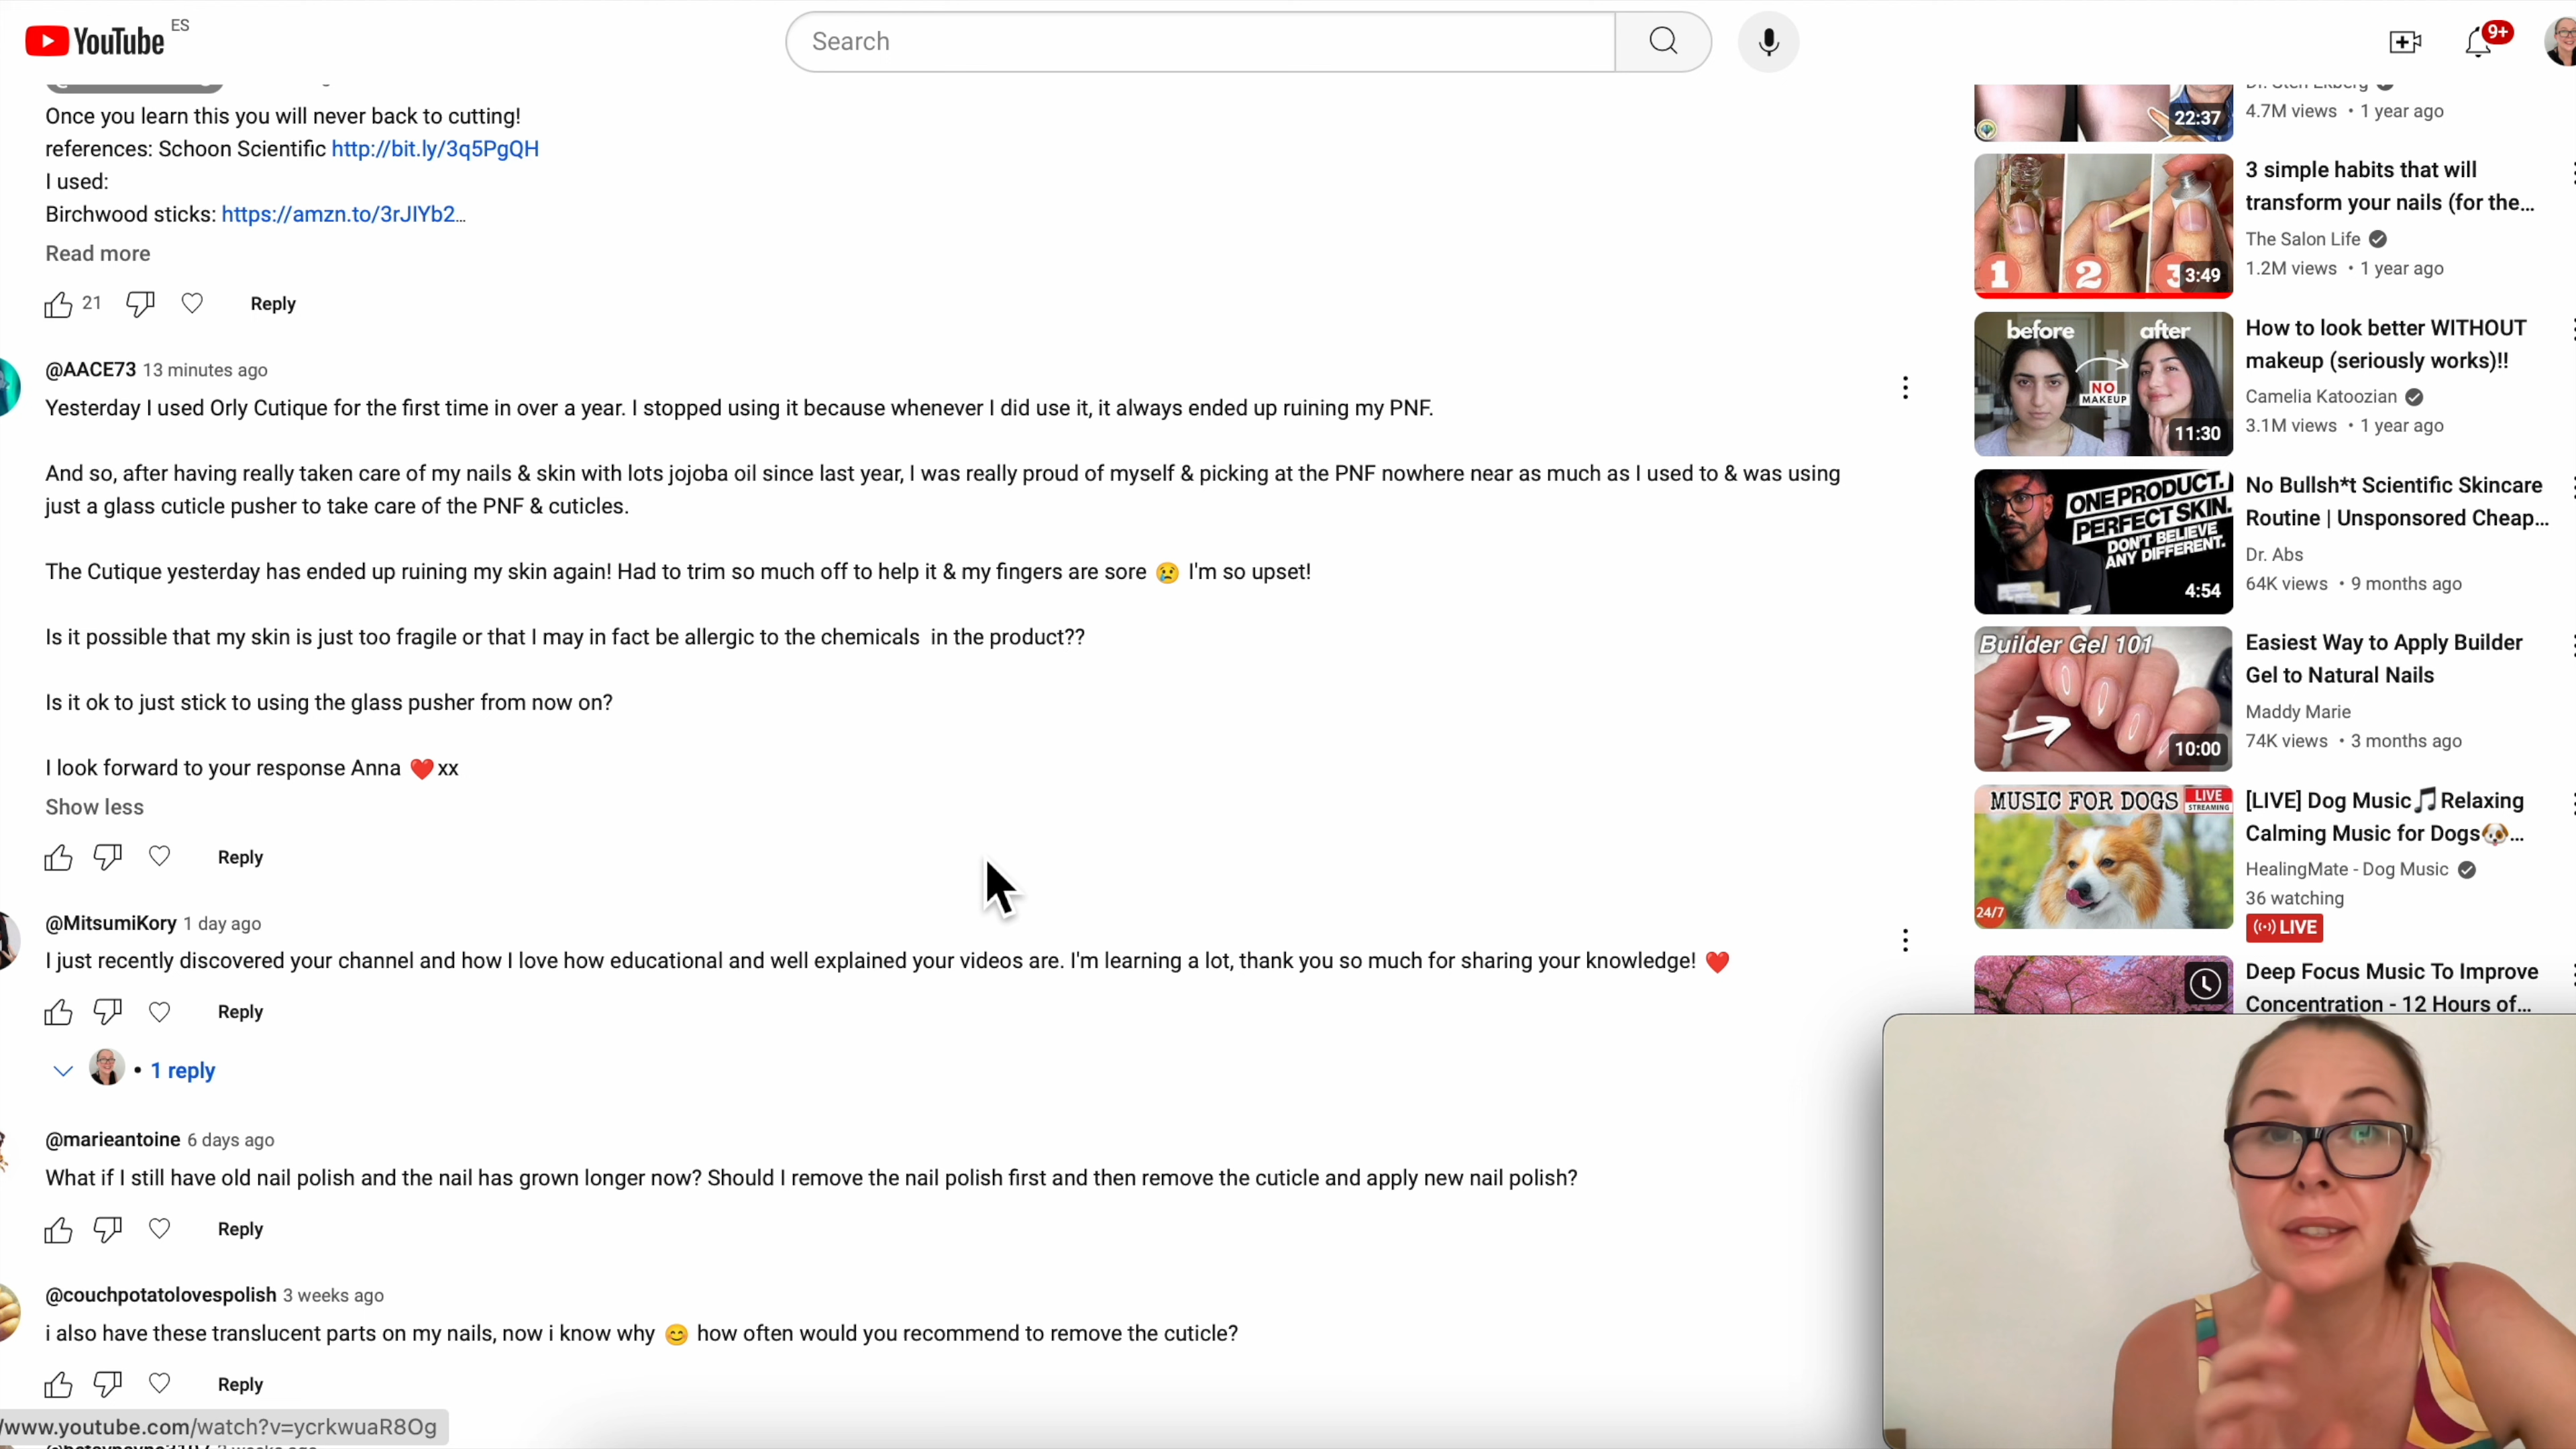 YouTube ES
Search
9+
Once you learn this you will never back to cutting!
references: Schoon Scientific http://bit.ly/3q5PgQH
I used:
Birchwood sticks: https://amzn.to/3rJIYb2...
Read more
21 Reply
@AACE73 13 minutes ago
Yesterday I used Orly Cutique for the first time in over a year. I stopped using it because whenever I did use it, it always ended up ruining my PNF.
And so, after having really taken care of my nails & skin with lots jojoba oil since last year, I was really proud of myself & picking at the PNF nowhere near as much as I used to & was using
just a glass cuticle pusher to take care of the PNF & cuticles.
The Cutique yesterday has ended up ruining my skin again! Had to trim so much off to help it & my fingers are sore 😢 I'm so upset!
Is it possible that my skin is just too fragile or that I may in fact be allergic to the chemicals in the product??
Is it ok to just stick to using the glass pusher from now on?
I look forward to your response Anna ❤️xx
Show less
Reply
@MitsumiKory 1 day ago
I just recently discovered your channel and how I love how educational and well explained your videos are. I'm learning a lot, thank you so much for sharing your knowledge! ❤️
Reply
• 1 reply
@marieantoine 6 days ago
What if I still have old nail polish and the nail has grown longer now? Should I remove the nail polish first and then remove the cuticle and apply new nail polish?
Reply
@couchpotatolovespolish 3 weeks ago
i also have these translucent parts on my nails, now i know why 😊 how often would you recommend to remove the cuticle?
Reply
/www.youtube.com/watch?v=ycrkwuaR8Og
22:37
Dr. Sten Ekberg
4.7M views • 1 year ago
1 2 3 3:49
3 simple habits that will
transform your nails (for the...
The Salon Life
1.2M views • 1 year ago
before after
NO
MAKEUP
11:30
How to look better WITHOUT
makeup (seriously works)!!
Camelia Katoozian
3.1M views • 1 year ago
ONE PRODUCT.
PERFECT SKIN.
DON'T BELIEVE
ANY DIFFERENT.
4:54
No Bullsh*t Scientific Skincare
Routine | Unsponsored Cheap...
Dr. Abs
64K views • 9 months ago
Builder Gel 101
10:00
Easiest Way to Apply Builder
Gel to Natural Nails
Maddy Marie
74K views • 3 months ago
MUSIC FOR DOGS LIVE
STREAMING
24/7
[LIVE] Dog Music🎵Relaxing
Calming Music for Dogs🐶...
HealingMate - Dog Music
36 watching
LIVE
Deep Focus Music To Improve
Concentration - 12 Hours of...